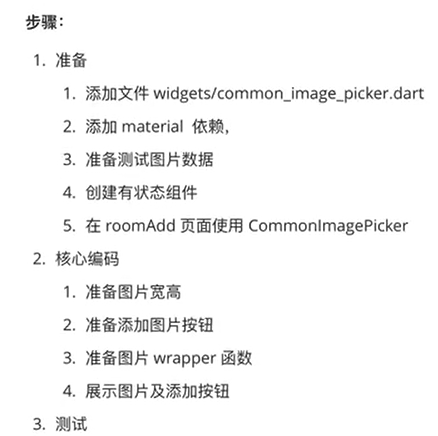 步骤：
1. 准备
1. 添加文件 widgets/common_image_picker.dart
2. 添加 material 依赖，
3. 准备测试图片数据
4. 创建有状态组件
5. 在 roomAdd 页面使用 CommonImagePicker
2. 核心编码
1. 准备图片宽高
2. 准备添加图片按钮
3. 准备图片 wrapper 函数
4. 展示图片及添加按钮
3. 测试